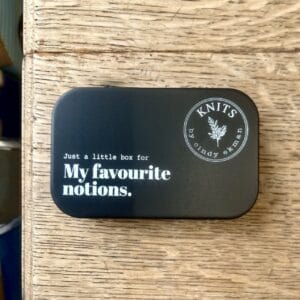 KNITS
by cindy ekman
Just a little box for
My favourite
notions.